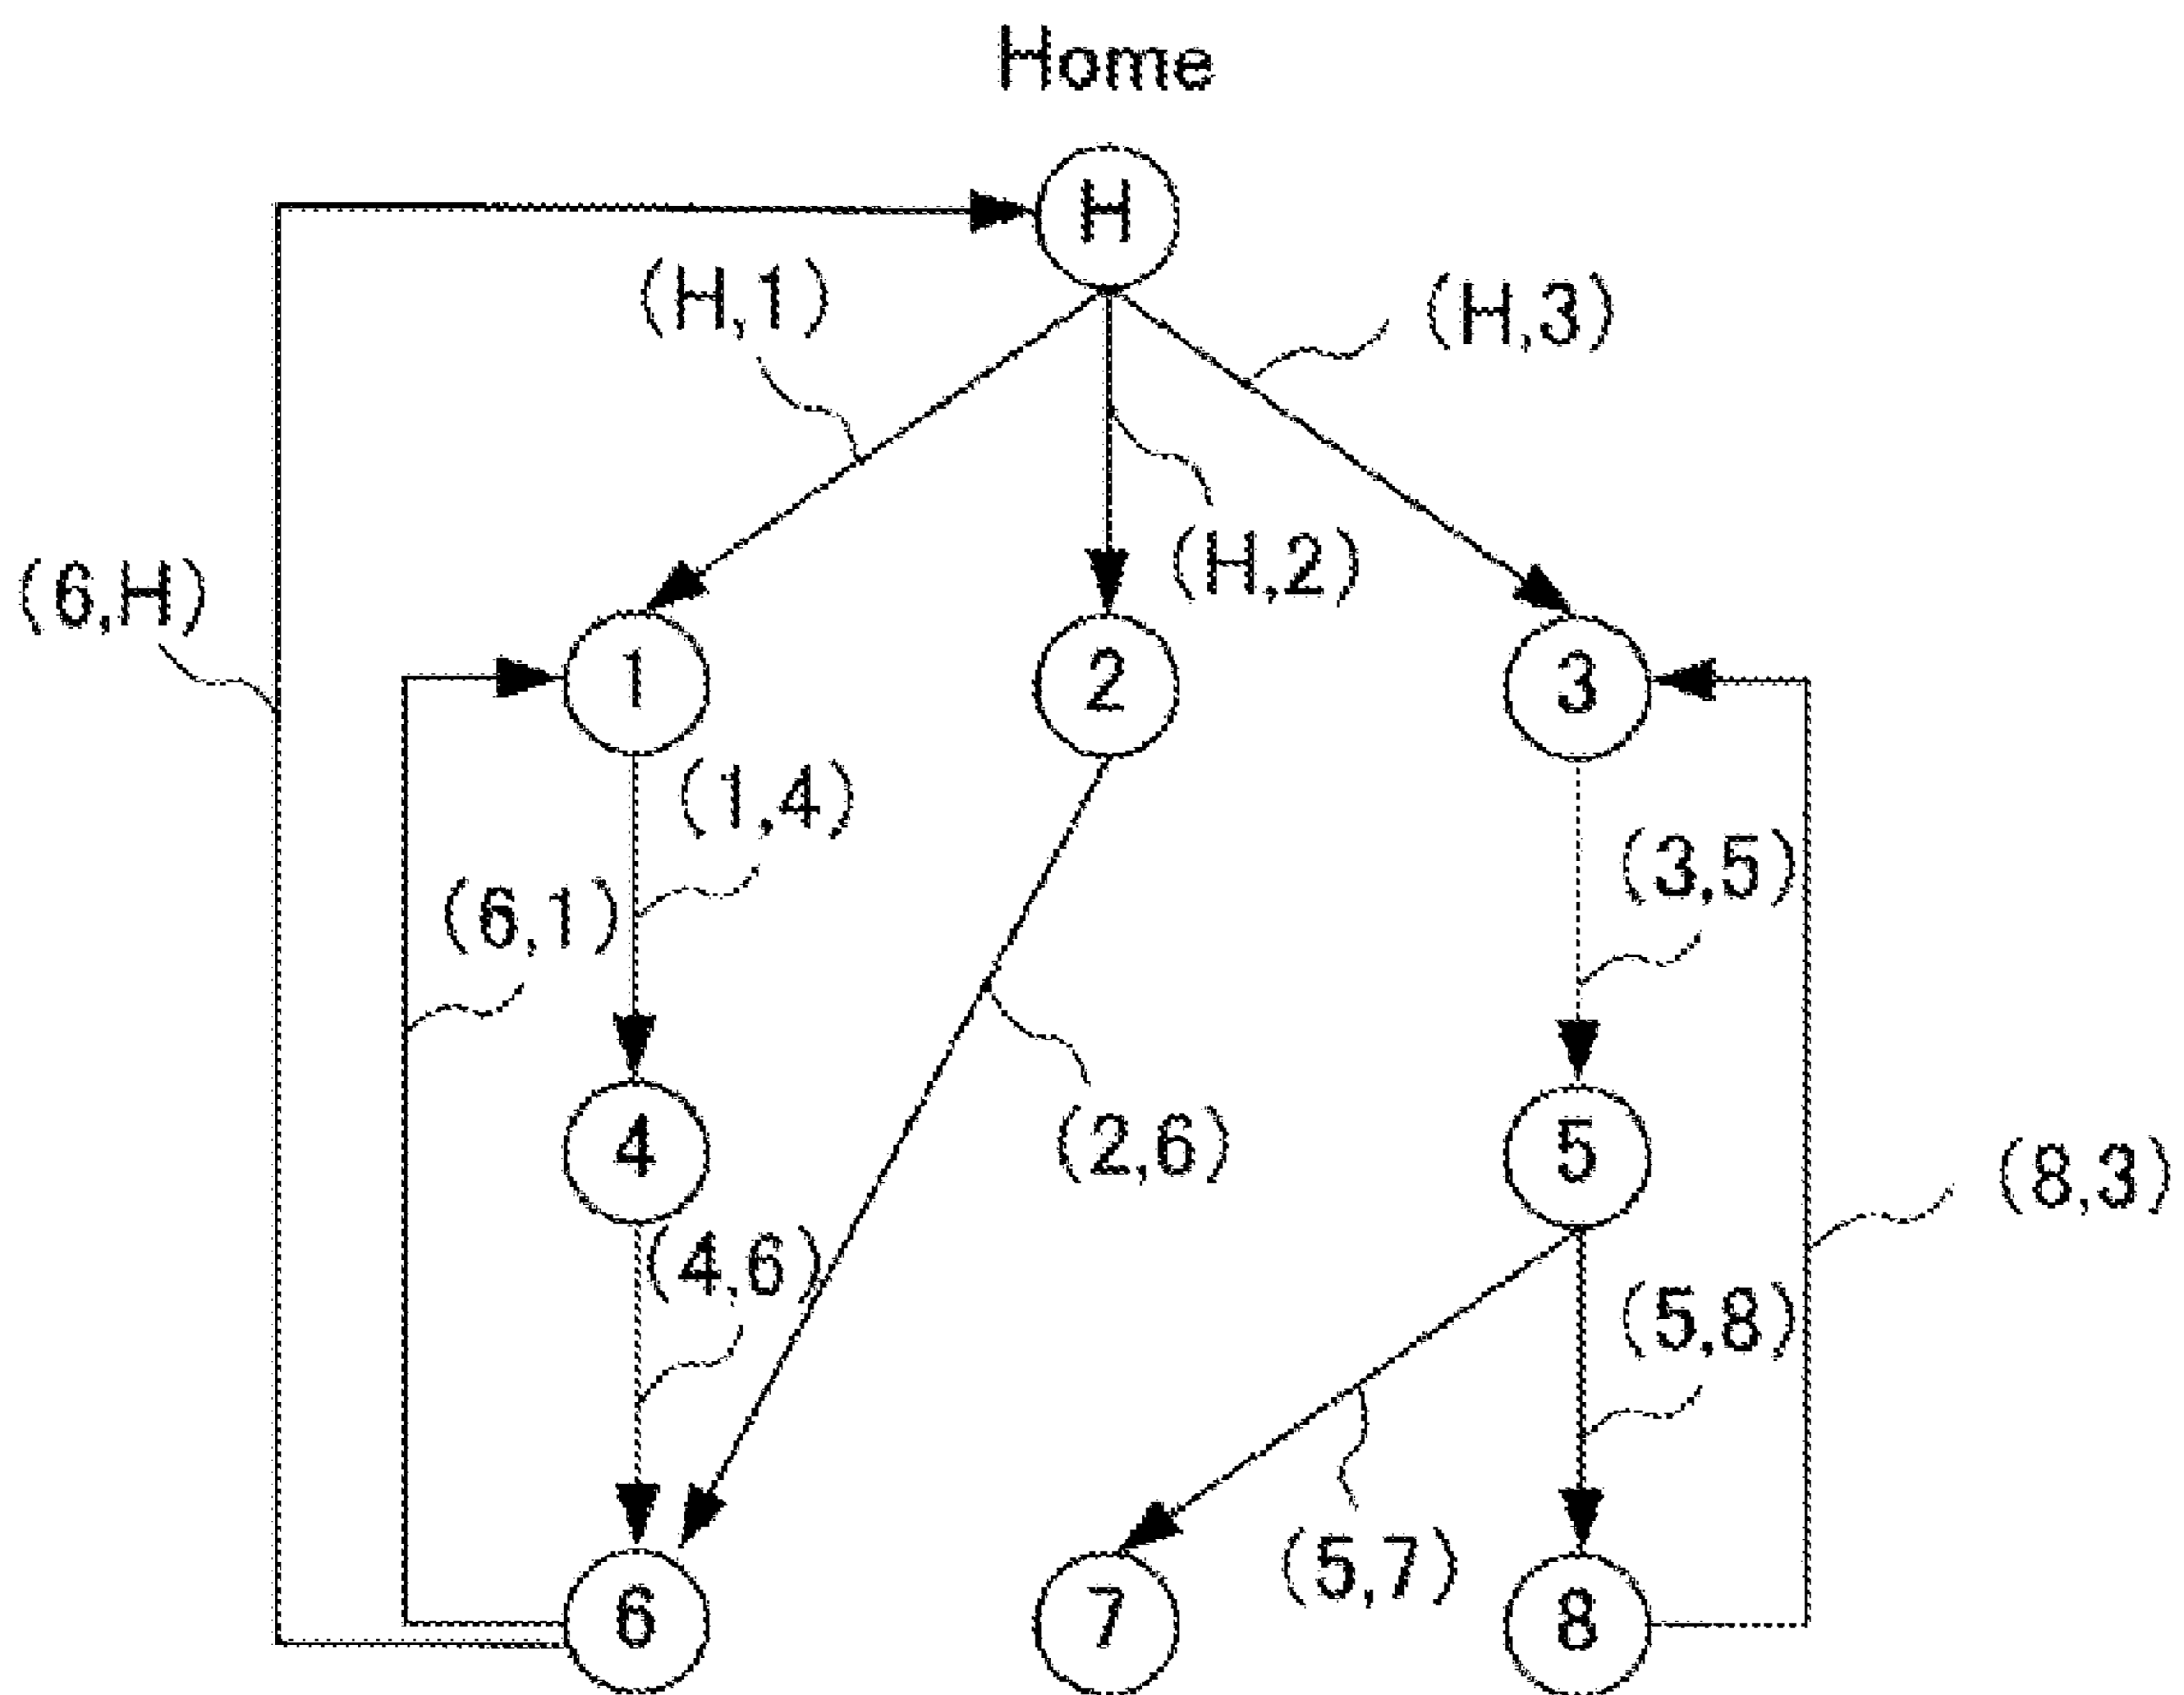 Home
H
(H,1)
(H,3)
(H,2)
(6,H)
1
2
3
(1,4)
(3,5)
(6,1)
4
(2,6)
5
(8,3)
(4,6)
(5,8)
(5,7)
6
7
8